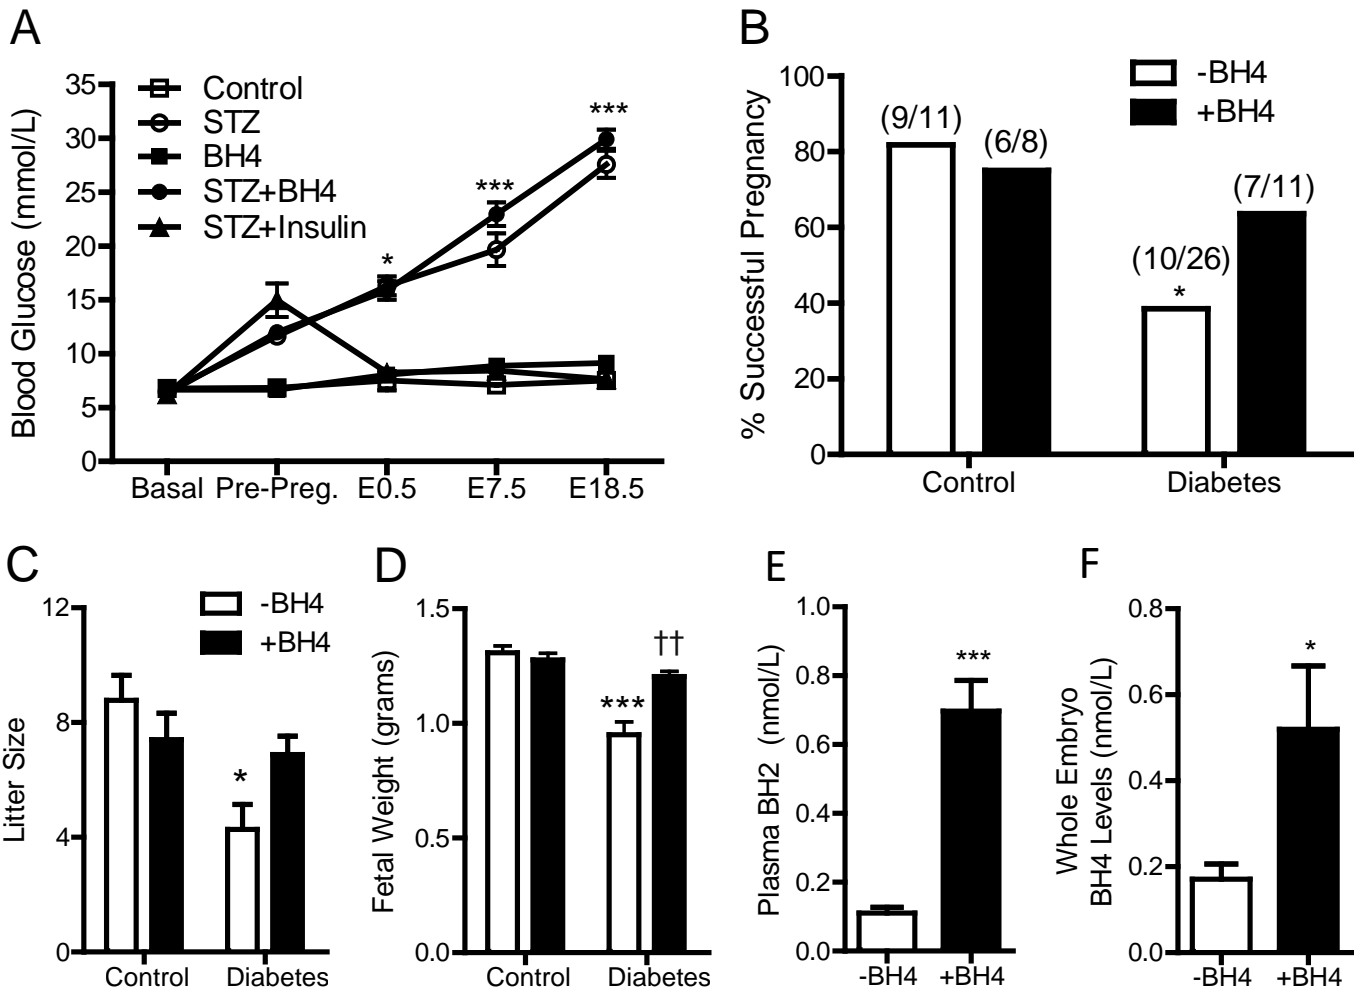 A
Blood Glucose (mmol/L)
35
30
25
20
15
10
5
0
Control
STZ
BH4
STZ+BH4
STZ+Insulin
*
***
***
Basal Pre-Preg. E0.5 E7.5 E18.5
B
% Successful Pregnancy
100
80
60
40
20
0
-BH4
+BH4
(9/11)
(6/8)
(10/26)
*
(7/11)
Control Diabetes
C
Litter Size
12
8
4
0
-BH4
+BH4
*
Control Diabetes
D
Fetal Weight (grams)
1.5
1.0
0.5
0.0
***
††
Control Diabetes
E
Plasma BH2 (nmol/L)
1.0
0.8
0.6
0.4
0.2
0.0
***
-BH4 +BH4
F
Whole Embryo
BH4 Levels (nmol/L)
0.8
0.6
0.4
0.2
0.0
*
-BH4 +BH4